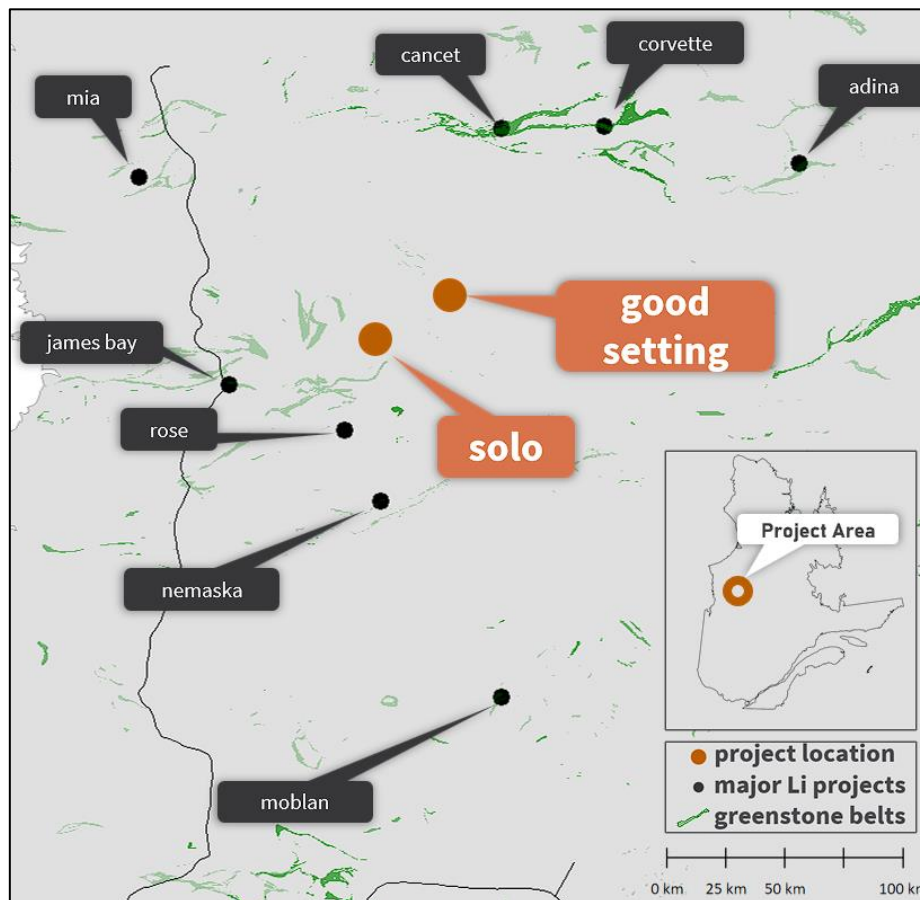 corvette
cancet
adina
mia
good
setting
james bay
rose
solo
Project Area
nemaska
project location
major Li projects
moblan
greenstone belts
0 km 25 km 50 km 100 k